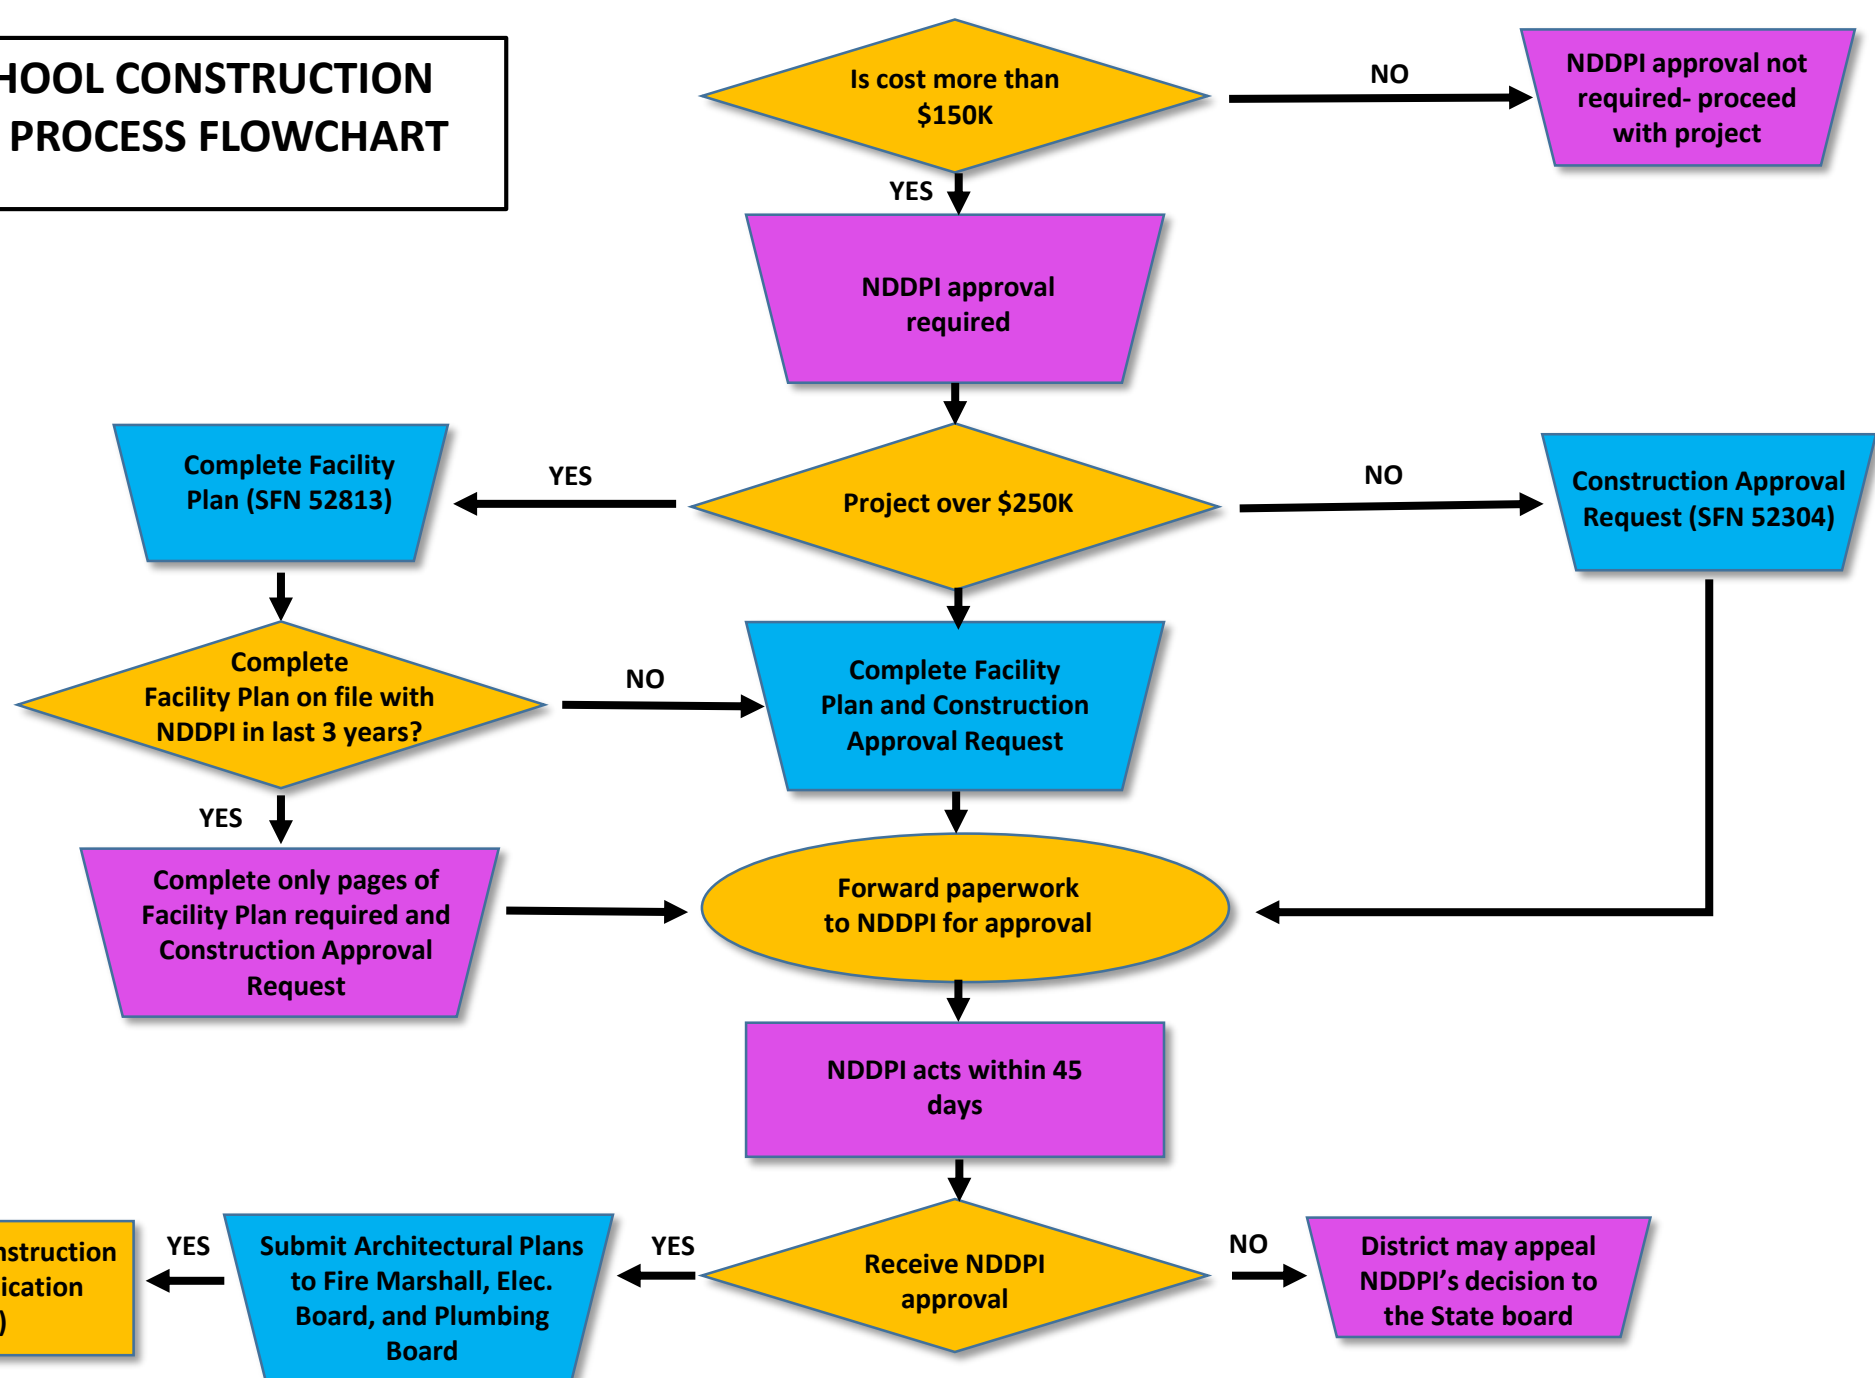 HOOL CONSTRUCTION
PROCESS FLOWCHART
Is cost more than
$150K
NO
NDDPI approval not
required- proceed
with project
YES
NDDPI approval
required
Complete Facility
Plan (SFN 52813)
YES
Project over $250K
NO
Construction Approval
Request (SFN 52304)
Complete
Facility Plan on file with
NDDPI in last 3 years?
NO
Complete Facility
Plan and Construction
Approval Request
YES
Complete only pages of
Facility Plan required and
Construction Approval
Request
Forward paperwork
to NDDPI for approval
NDDPI acts within 45
days
nstruction
ication
)
YES
Submit Architectural Plans
to Fire Marshall, Elec.
Board, and Plumbing
Board
YES
Receive NDDPI
approval
NO
District may appeal
NDDPI's decision to
the State board